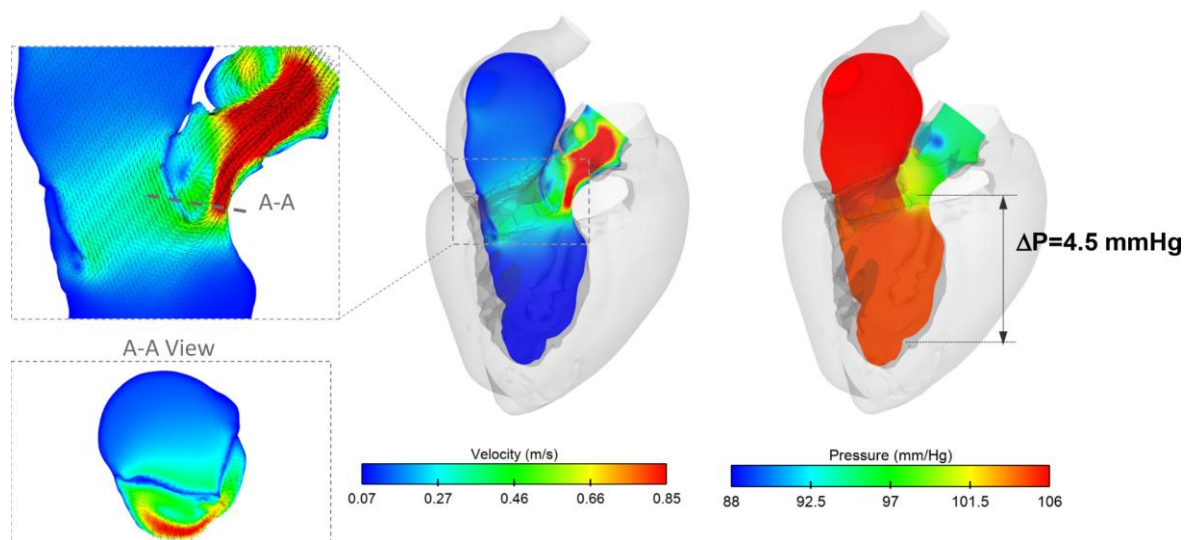 A-A
ΔP=4.5 mmHg
A-A View
Velocity (m/s)
0.07 0.27 0.46 0.66 0.85
Pressure (mm/Hg)
88 92.5 97 101.5 106